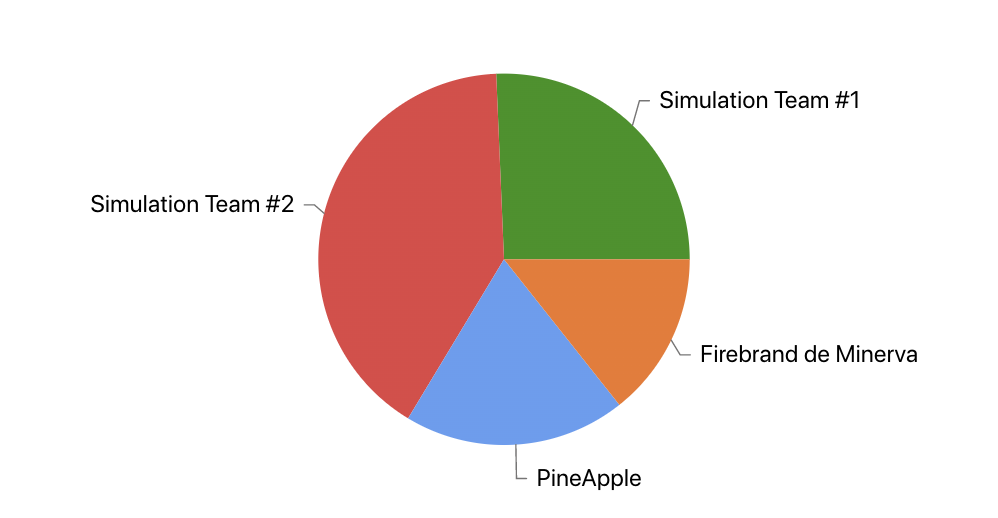 Simulation Team #1
Simulation Team #2
Firebrand de Minerva
PineApple